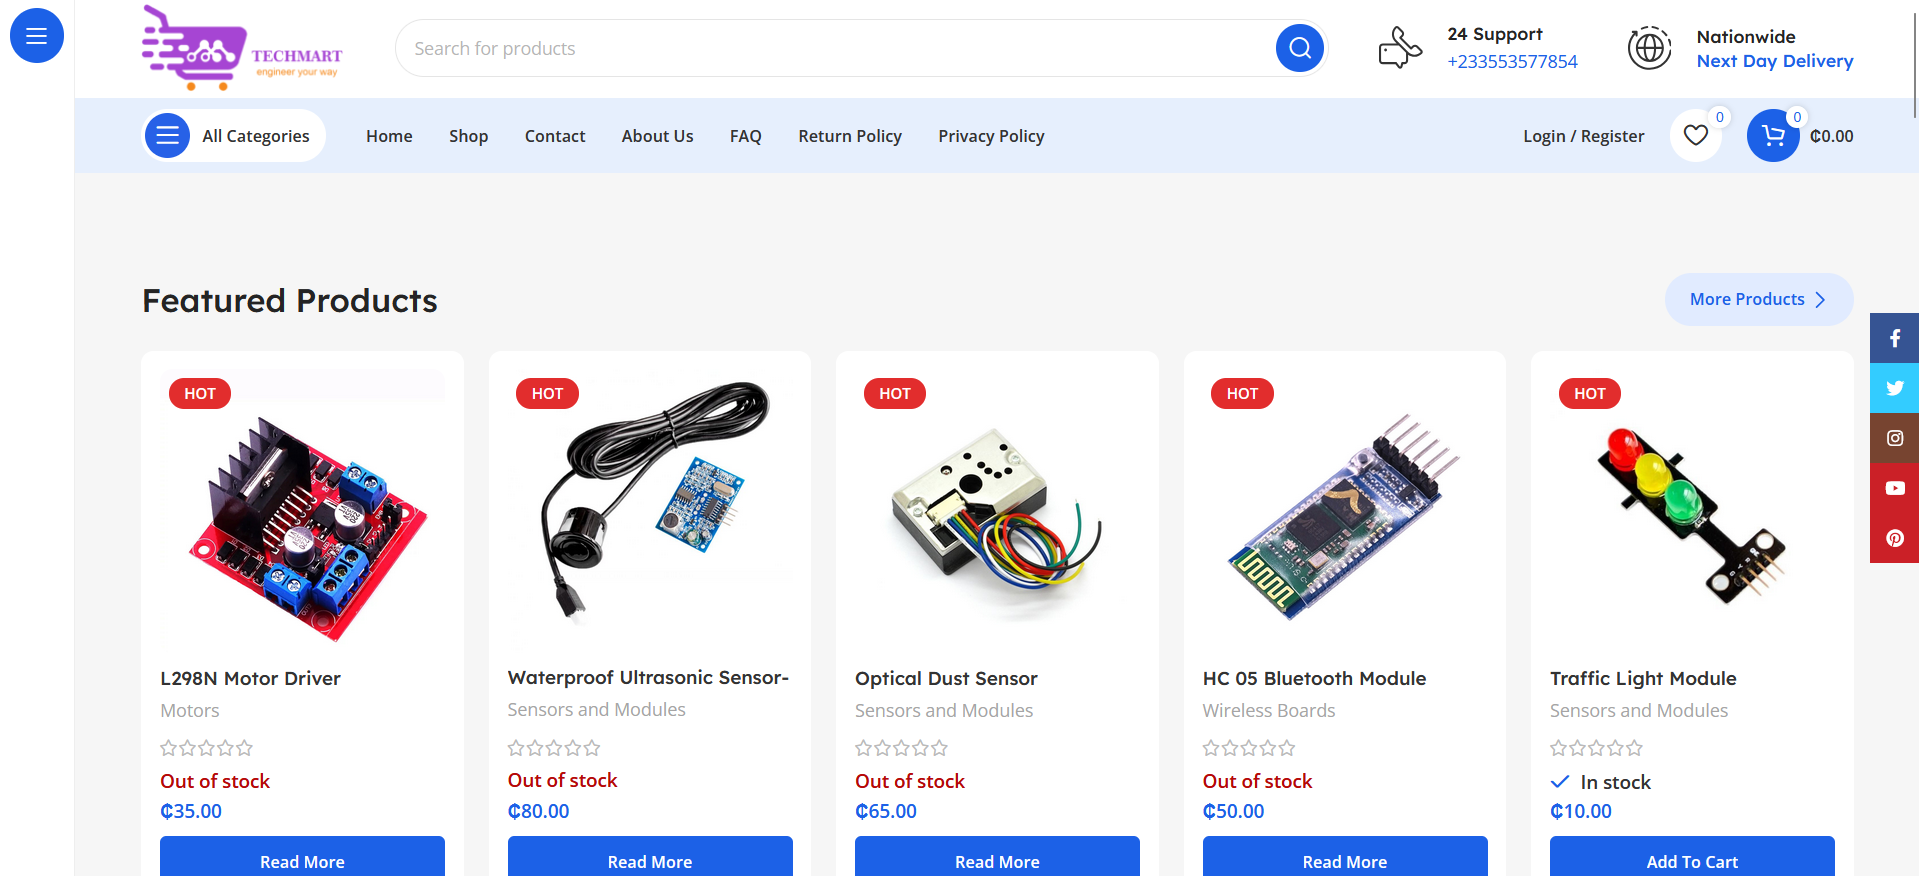 TECHMART
engineer your way
Search for products
24 Support
+233553577854
Nationwide
Next Day Delivery
All Categories
Home
Shop
Contact
About Us
FAQ
Return Policy
Privacy Policy
Login / Register
0
0
₵0.00
Featured Products
More Products
HOT
HOT
HOT
HOT
HOT
L298N Motor Driver
Motors
Out of stock
₵35.00
Read More
Waterproof Ultrasonic Sensor-
Sensors and Modules
Out of stock
₵80.00
Read More
Optical Dust Sensor
Sensors and Modules
Out of stock
₵65.00
Read More
HC 05 Bluetooth Module
Wireless Boards
Out of stock
₵50.00
Read More
Traffic Light Module
Sensors and Modules
In stock
₵10.00
Add To Cart